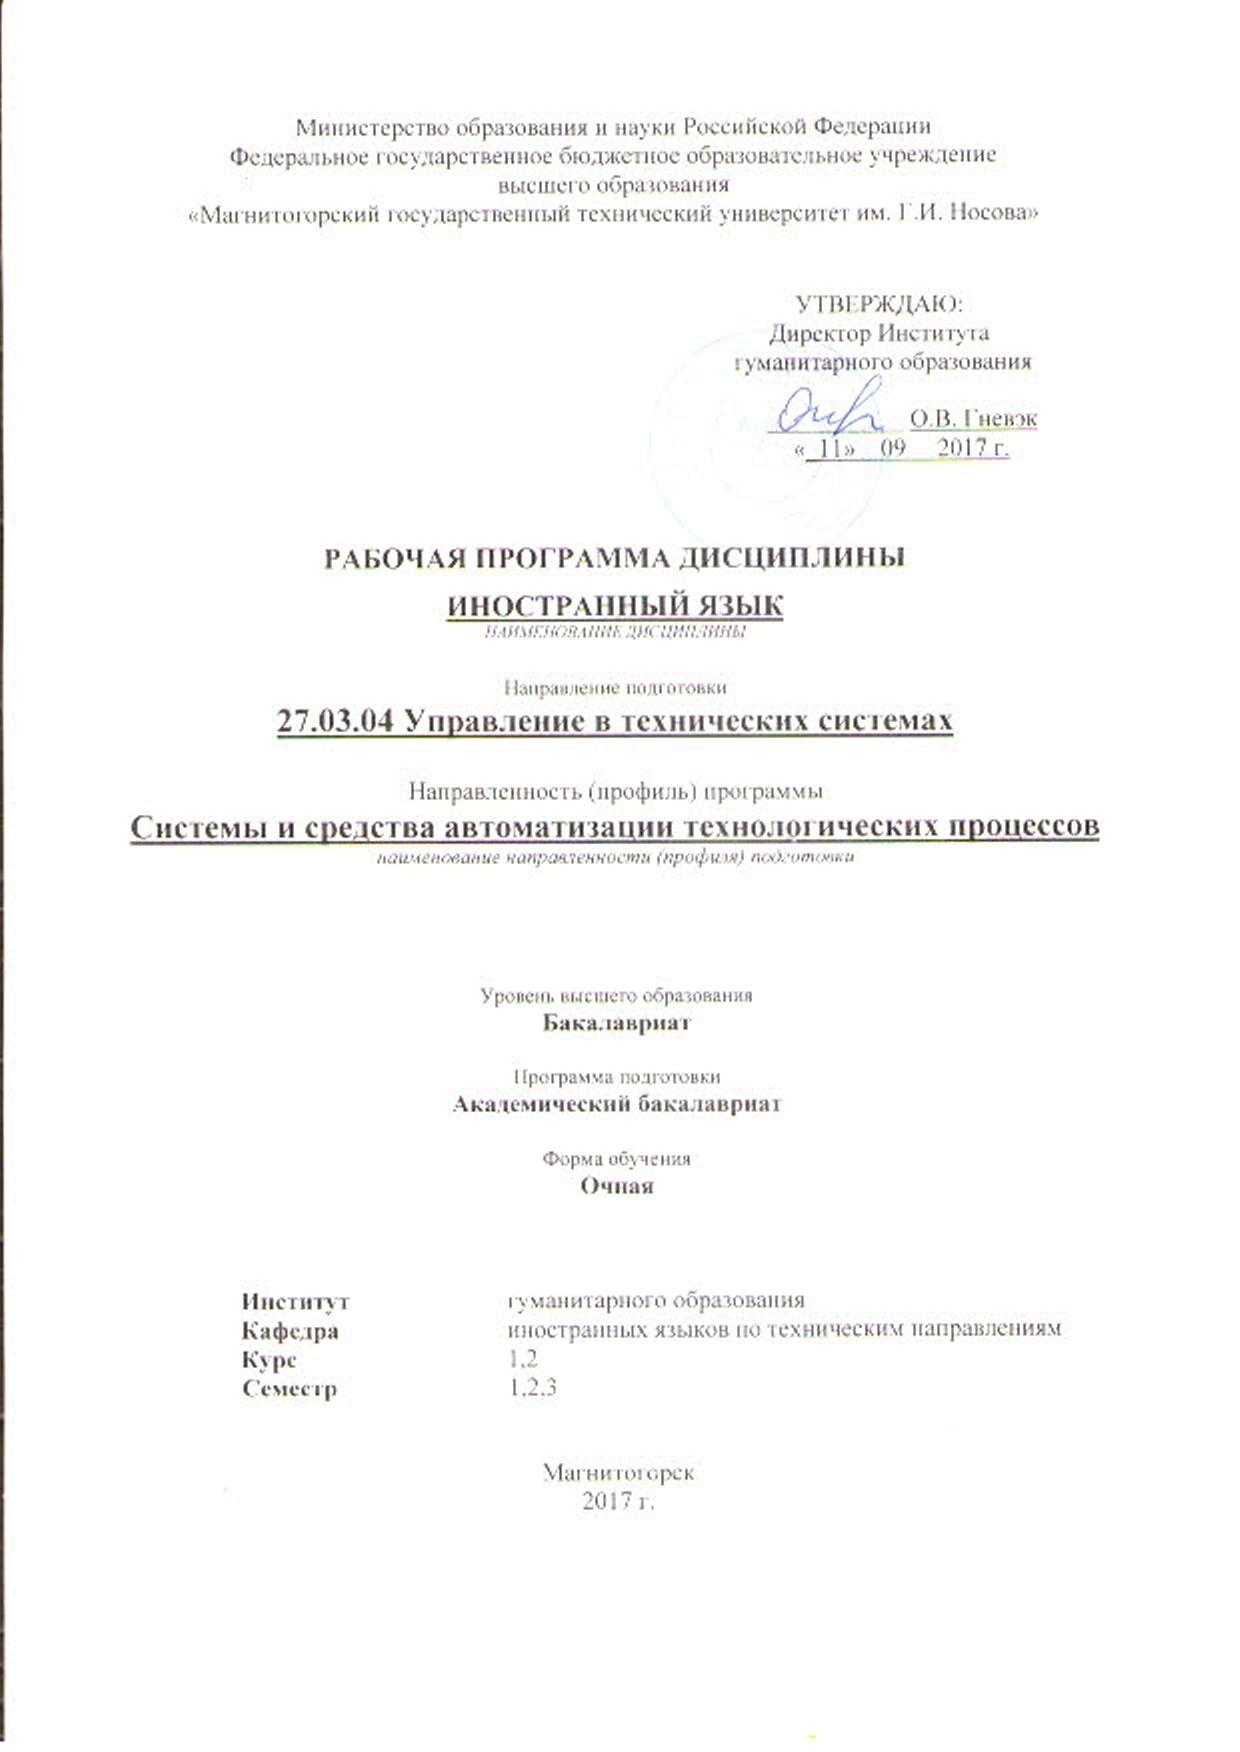 Министерство образования и науки Российской Федерации
Федеральное государственное бюджетное образовательное учреждение
высшего образования
«Магнитогорский государственный технический университет им. Г.И. Носова»
УТВЕРЖДАЮ:
Директор Института
гуманитарного образования
О.В. Гневэк
« 11» 09 2017 г.
РАБОЧАЯ ПРОГРАММА ДИСЦИПЛИНЫ
ИНОСТРАННЫЙ ЯЗЫК
НАИМЕНОВАНИЕ ДИСЦИПЛИНЫ
Направление подготовки
27.03.04 Управление в технических системах
Направленность (профиль) программы
Системы и средства автоматизации технологических процессов
наименование направленности (профиля) подготовки
Уровень высшего образования
Бакалавриат
Программа подготовки
Академический бакалавриат
Форма обучения
Очная
Институт гуманитарного образования
Кафедра иностранных языков по техническим направлениям
Курс 1,2
Семестр 1,2,3
Магнитогорск
2017 г.